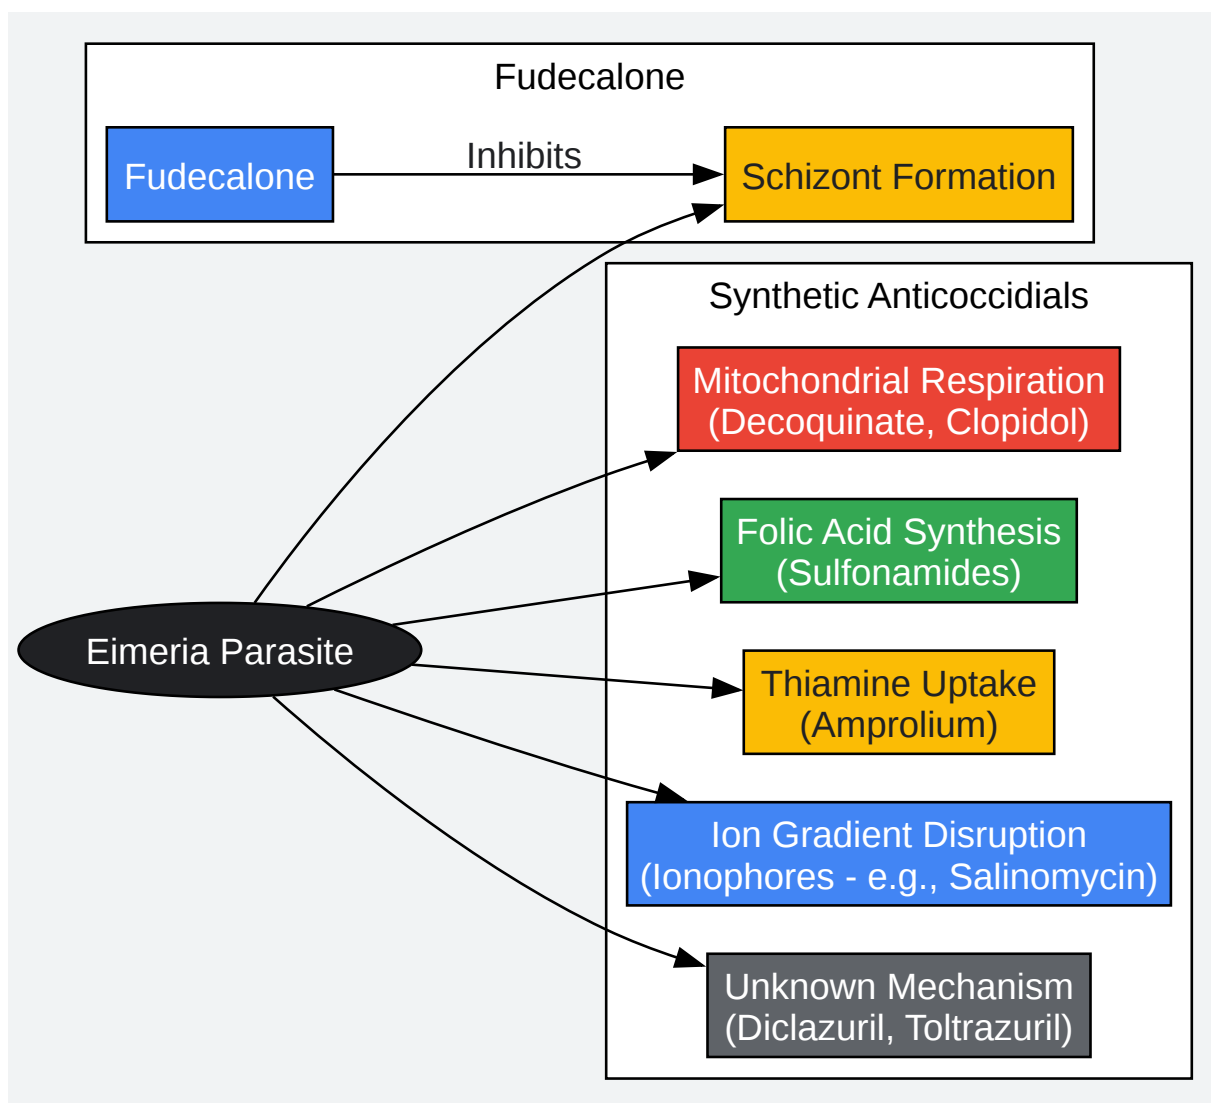 Fudecalone
Fudecalone
Inhibits
Schizont Formation
Synthetic Anticoccidials
Mitochondrial Respiration
(Decoquinate, Clopidol)
Folic Acid Synthesis
(Sulfonamides)
Eimeria Parasite
Thiamine Uptake
(Amprolium)
Ion Gradient Disruption
(Ionophores - e.g., Salinomycin)
Unknown Mechanism
(Diclazuril, Toltrazuril)